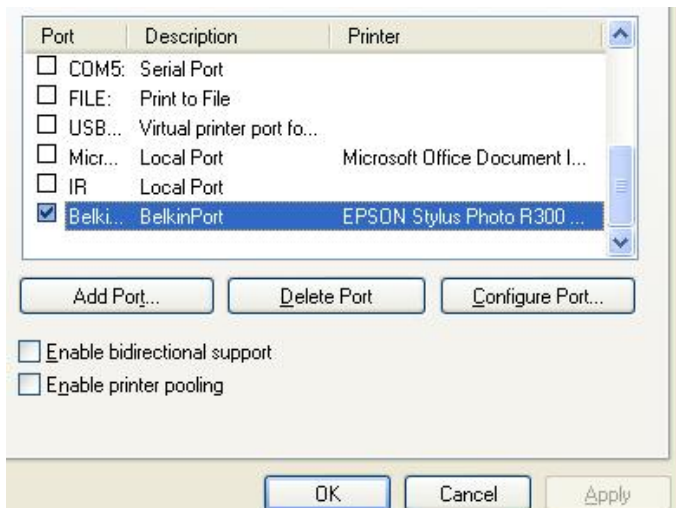 Port Description Printer
COM5: Serial Port
FILE: Print to File
USB... Virtual printer port fo...
Micr... Local Port Microsoft Office Document I...
IR Local Port
Belki... BelkinPort EPSON Stylus Photo R300 ...
Add Port... Delete Port Configure Port...
Enable bidirectional support
Enable printer pooling
OK Cancel Apply